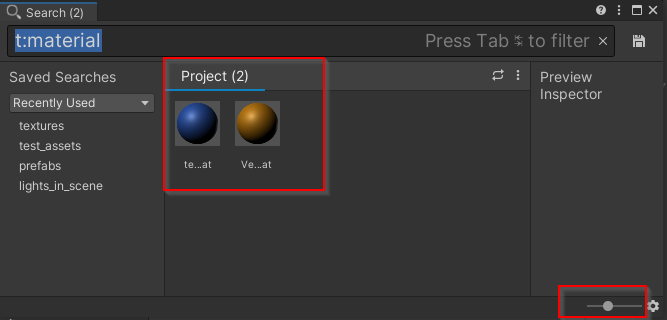 Search (2)
t:material
Press Tab to filter
Saved Searches
Project (2)
Preview
Inspector
Recently Used
textures
test_assets
prefabs
lights_in_scene
te...at
Ve...at